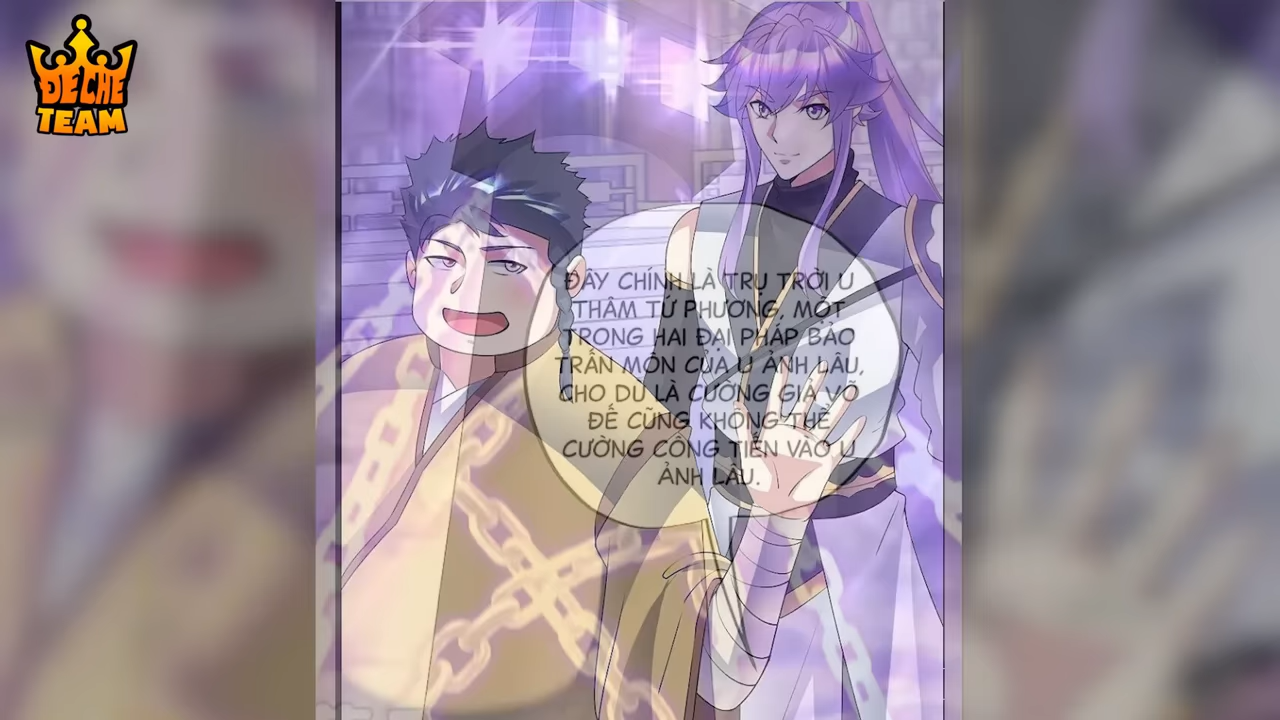 ĐẾ CHẾ
TEAM
ĐÂY CHÍNH LÀ TRỤ TRỜI U
THÂM TỨ PHƯƠNG, MỘT
TRONG HAI ĐẠI PHÁP BẢO
TRẤN MÔN CỦA U ẢNH LÂU,
CHO DÙ LÀ CƯỜNG GIẢ VÕ
ĐẾ CŨNG KHÔNG THỂ
CƯỜNG CÔNG TIẾN VÀO U
ẢNH LÂU.